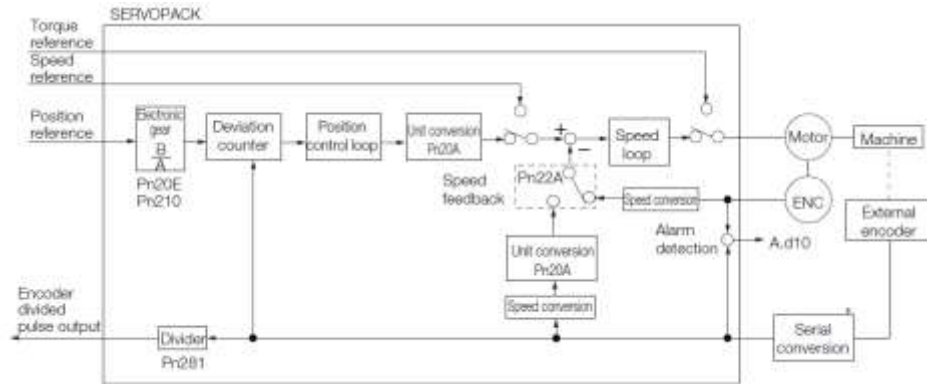 SERVOPACK
Torque
reference
Speed
reference
Position
reference
Electronic
gear
B
A
Pn20E
Pn210
Deviation
counter
Position
control loop
Unit conversion
Pn20A
+
−
Speed
loop
Motor
Machine
Speed
feedback
Pn22A
Speed conversion
ENC
External
encoder
Alarm
detection
A.d10
Unit conversion
Pn20A
Speed conversion
Encoder
divided
pulse output
Divider
Pn281
Serial
conversion
*